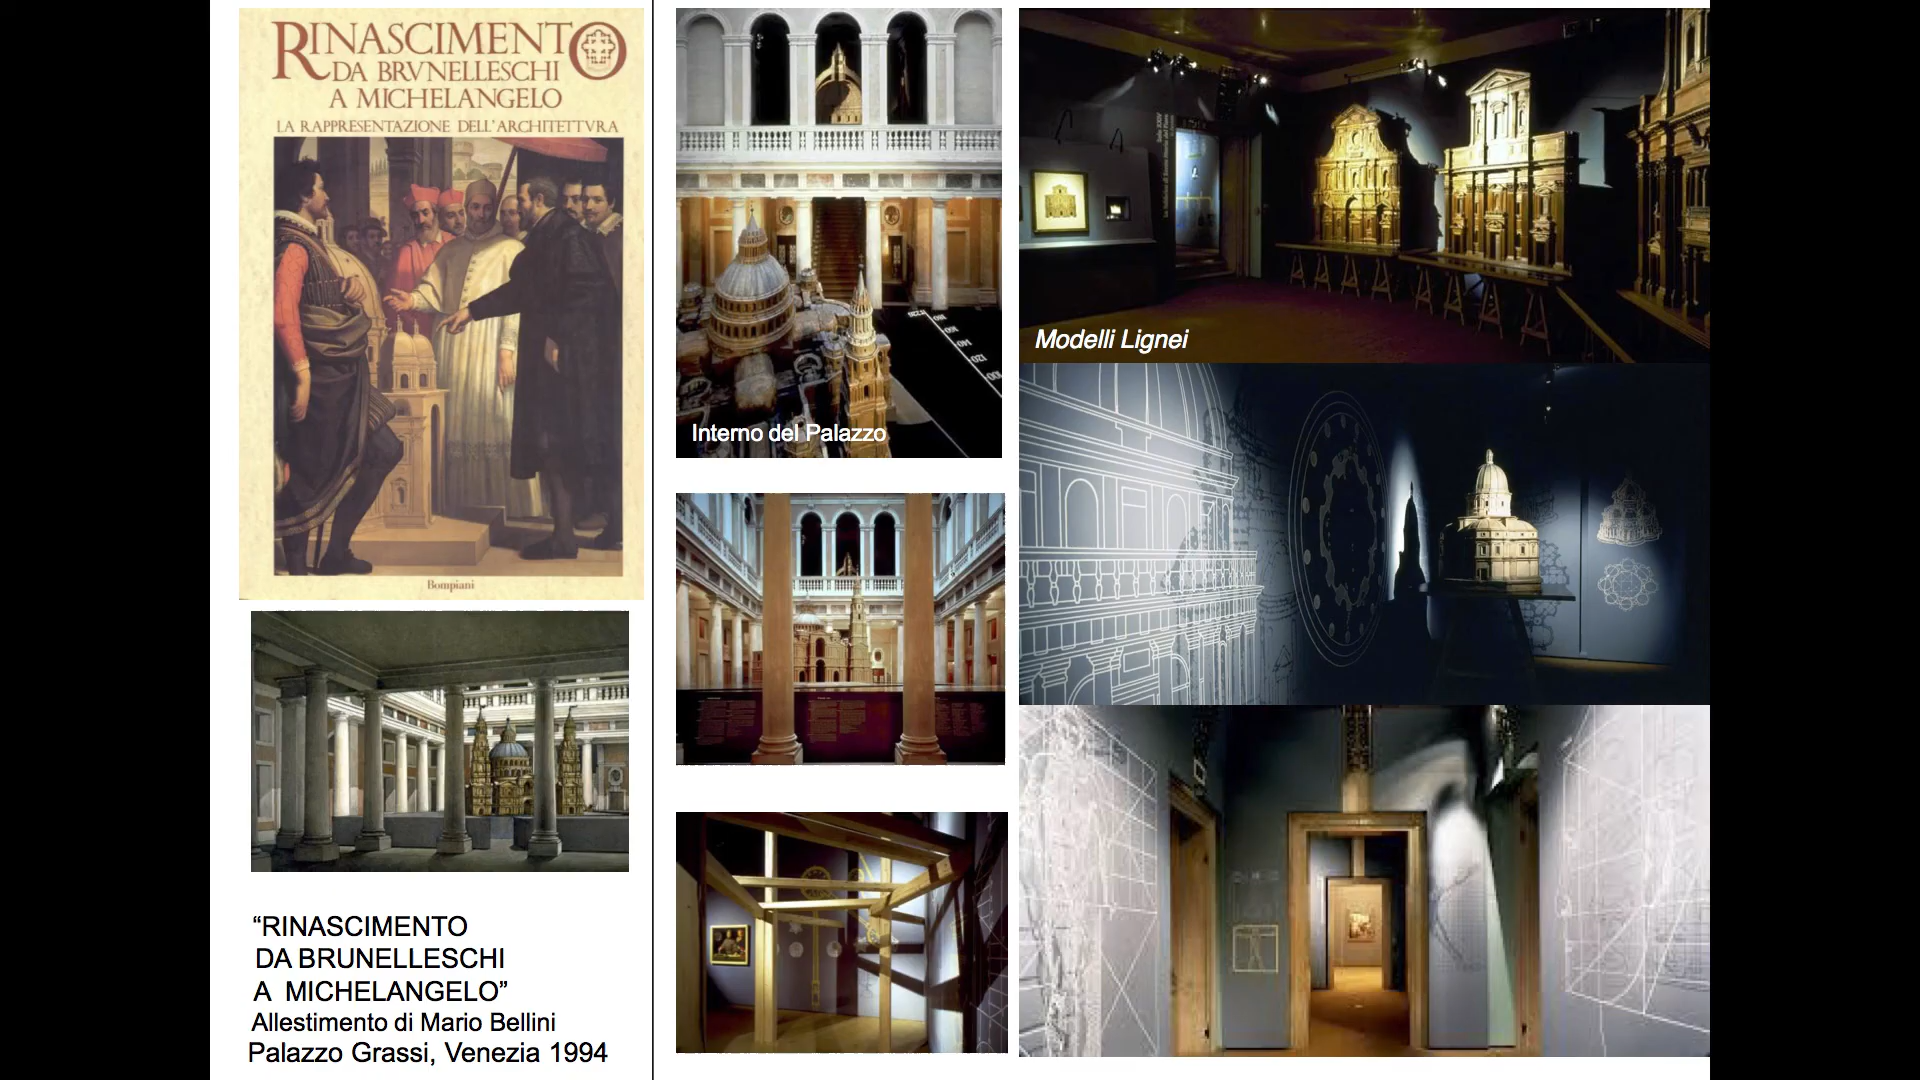 RINASCIMENTO
DA BRVNELLESCHI
A MICHELANGELO
LA RAPPRESENTAZIONE DELL'ARCHITETTVRA
Bompiani
“RINASCIMENTO
DA BRUNELLESCHI
A MICHELANGELO”
Allestimento di Mario Bellini
Palazzo Grassi, Venezia 1994
Interno del Palazzo
Modelli Lignei